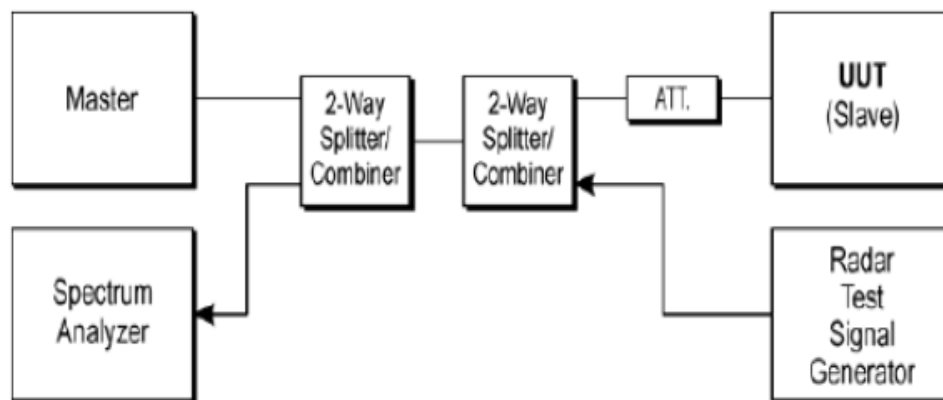 Master
2-Way
Splitter/
Combiner
2-Way
Splitter/
Combiner
ATT.
UUT
(Slave)
Spectrum
Analyzer
Radar
Test
Signal
Generator